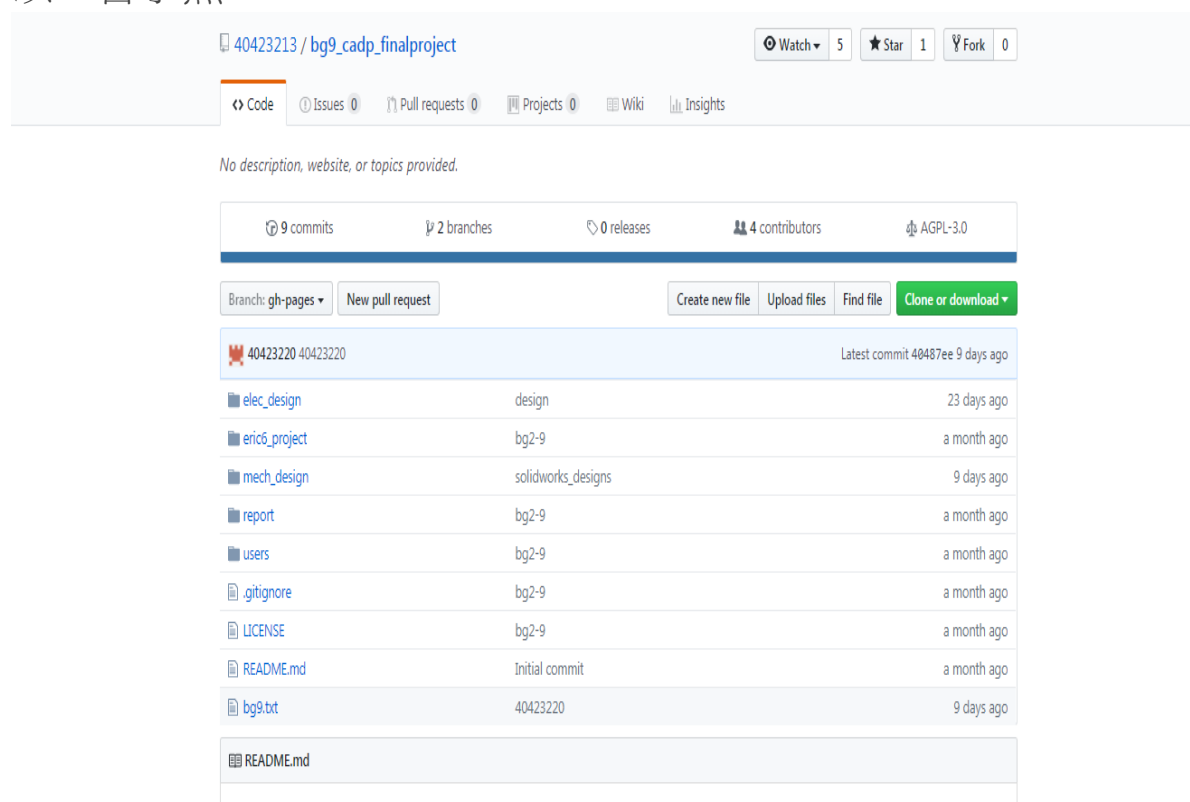 40423213 / bg9_cadp_finalproject Watch 5 Star 1 Fork 0
Code Issues 0 Pull requests 0 Projects 0 Wiki Insights
No description, website, or topics provided.
9 commits 2 branches 0 releases 4 contributors AGPL-3.0
Branch: gh-pages New pull request Create new file Upload files Find file Clone or download
40423220 40423220 Latest commit 40487ee 9 days ago
elec_design design 23 days ago
eric6_project bg2-9 a month ago
mech_design solidworks_designs 9 days ago
report bg2-9 a month ago
users bg2-9 a month ago
.gitignore bg2-9 a month ago
LICENSE bg2-9 a month ago
README.md Initial commit a month ago
bg9.txt 40423220 9 days ago
README.md